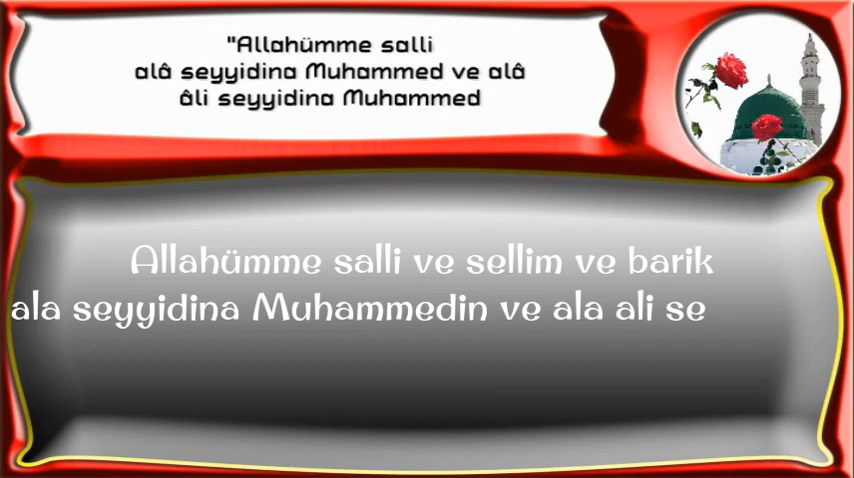 "Allahümme salli
alâ seyyidina Muhammed ve alâ
âli seyyidina Muhammed
Allahümme salli ve sellim ve barik
ala seyyidina Muhammedin ve ala ali se